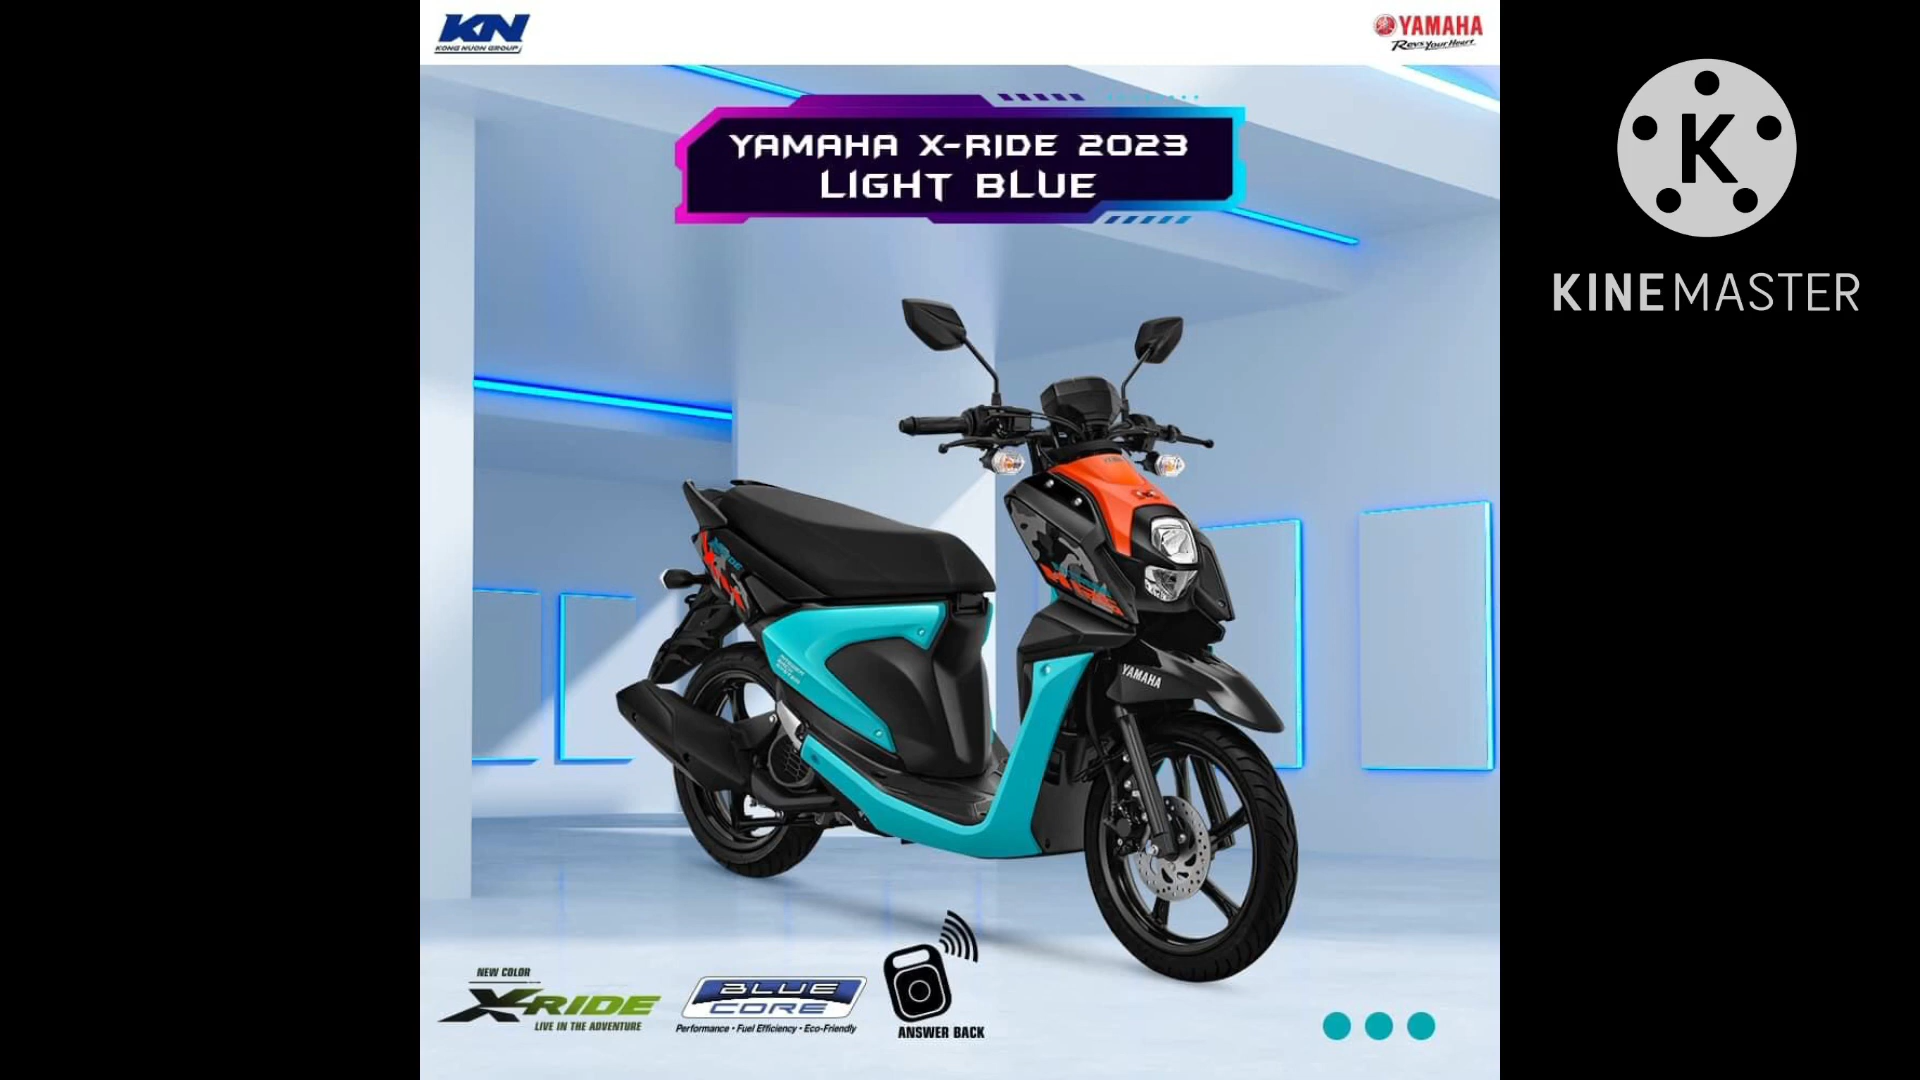 KN
KONG NUON GROUP
YAMAHA
Revs Your Heart
YAMAHA X-RIDE 2023
LIGHT BLUE
K
KINEMASTER
YAMAHA
NEW COLOR
X-RIDE
LIVE IN THE ADVENTURE
BLUE
CORE
Performance • Fuel Efficiency • Eco-Friendly
ANSWER BACK